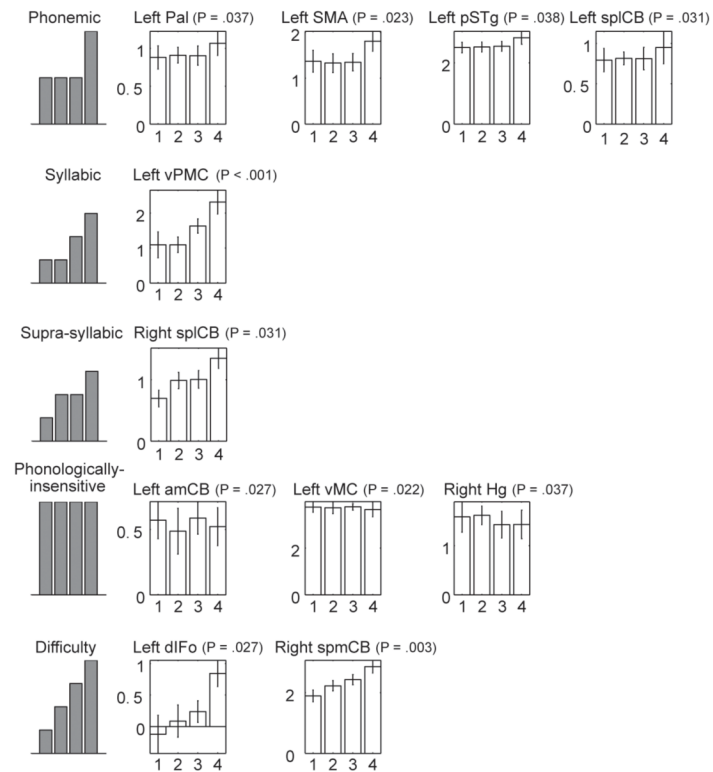 Phonemic
Left Pal (P = .037) Left SMA (P = .023) Left pSTg (P = .038) Left splCB (P = .031)
1 2 2 1
0. 5 1 0. 5
0 0 0 0
1 2 3 4 1 2 3 4 1 2 3 4 1 2 3 4
Syllabic
Left vPMC (P < .001)
2
1
0
1 2 3 4
Supra-syllabic
Right splCB (P = .031)
1
0
1 2 3 4
Phonologically-
insensitive
Left amCB (P = .027) Left vMC (P = .022) Right Hg (P = .037)
0. 5 2 1
0 0 0
1 2 3 4 1 2 3 4 1 2 3 4
Difficulty
Left dIFo (P = .027) Right spmCB (P = .003)
1
0. 5 2
0 0
1 2 3 4 1 2 3 4